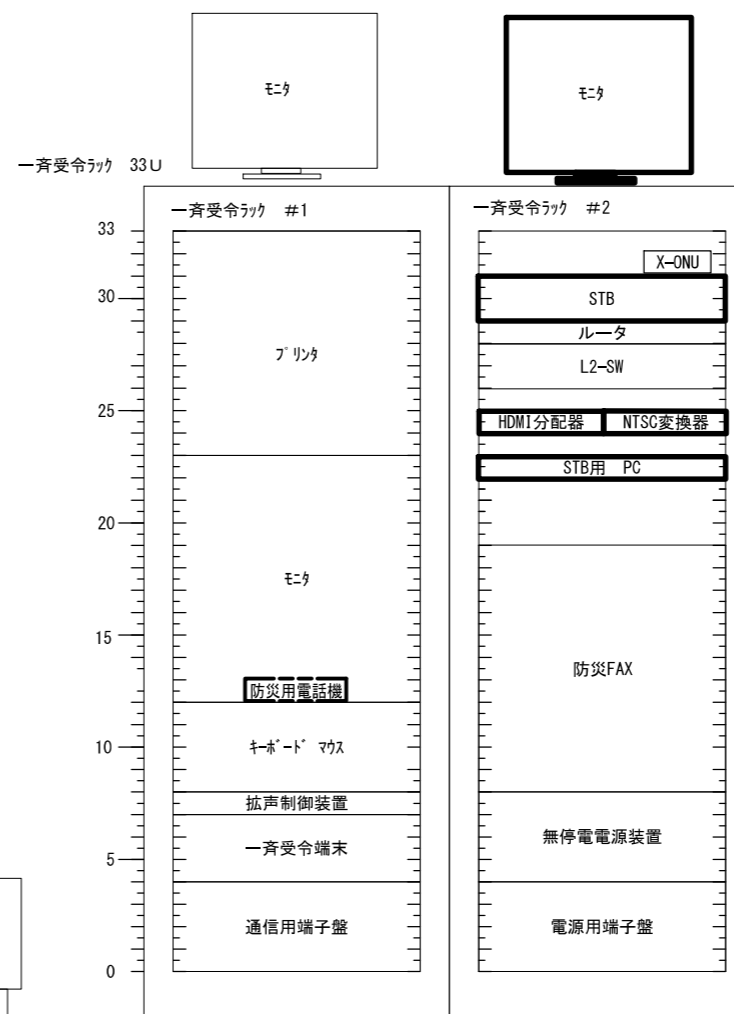 モニタ
モニタ
一斉受令ラック 33U
一斉受令ラック #1
一斉受令ラック #2
33
X-ONU
30
STB
ルータ
プリンタ
L2-SW
25
HDMI分配器 NTSC変換器
STB用 PC
20
モニタ
15
防災FAX
防災用電話機
10
キーボード マウス
拡声制御装置
無停電電源装置
一斉受令端末
5
通信用端子盤
電源用端子盤
0